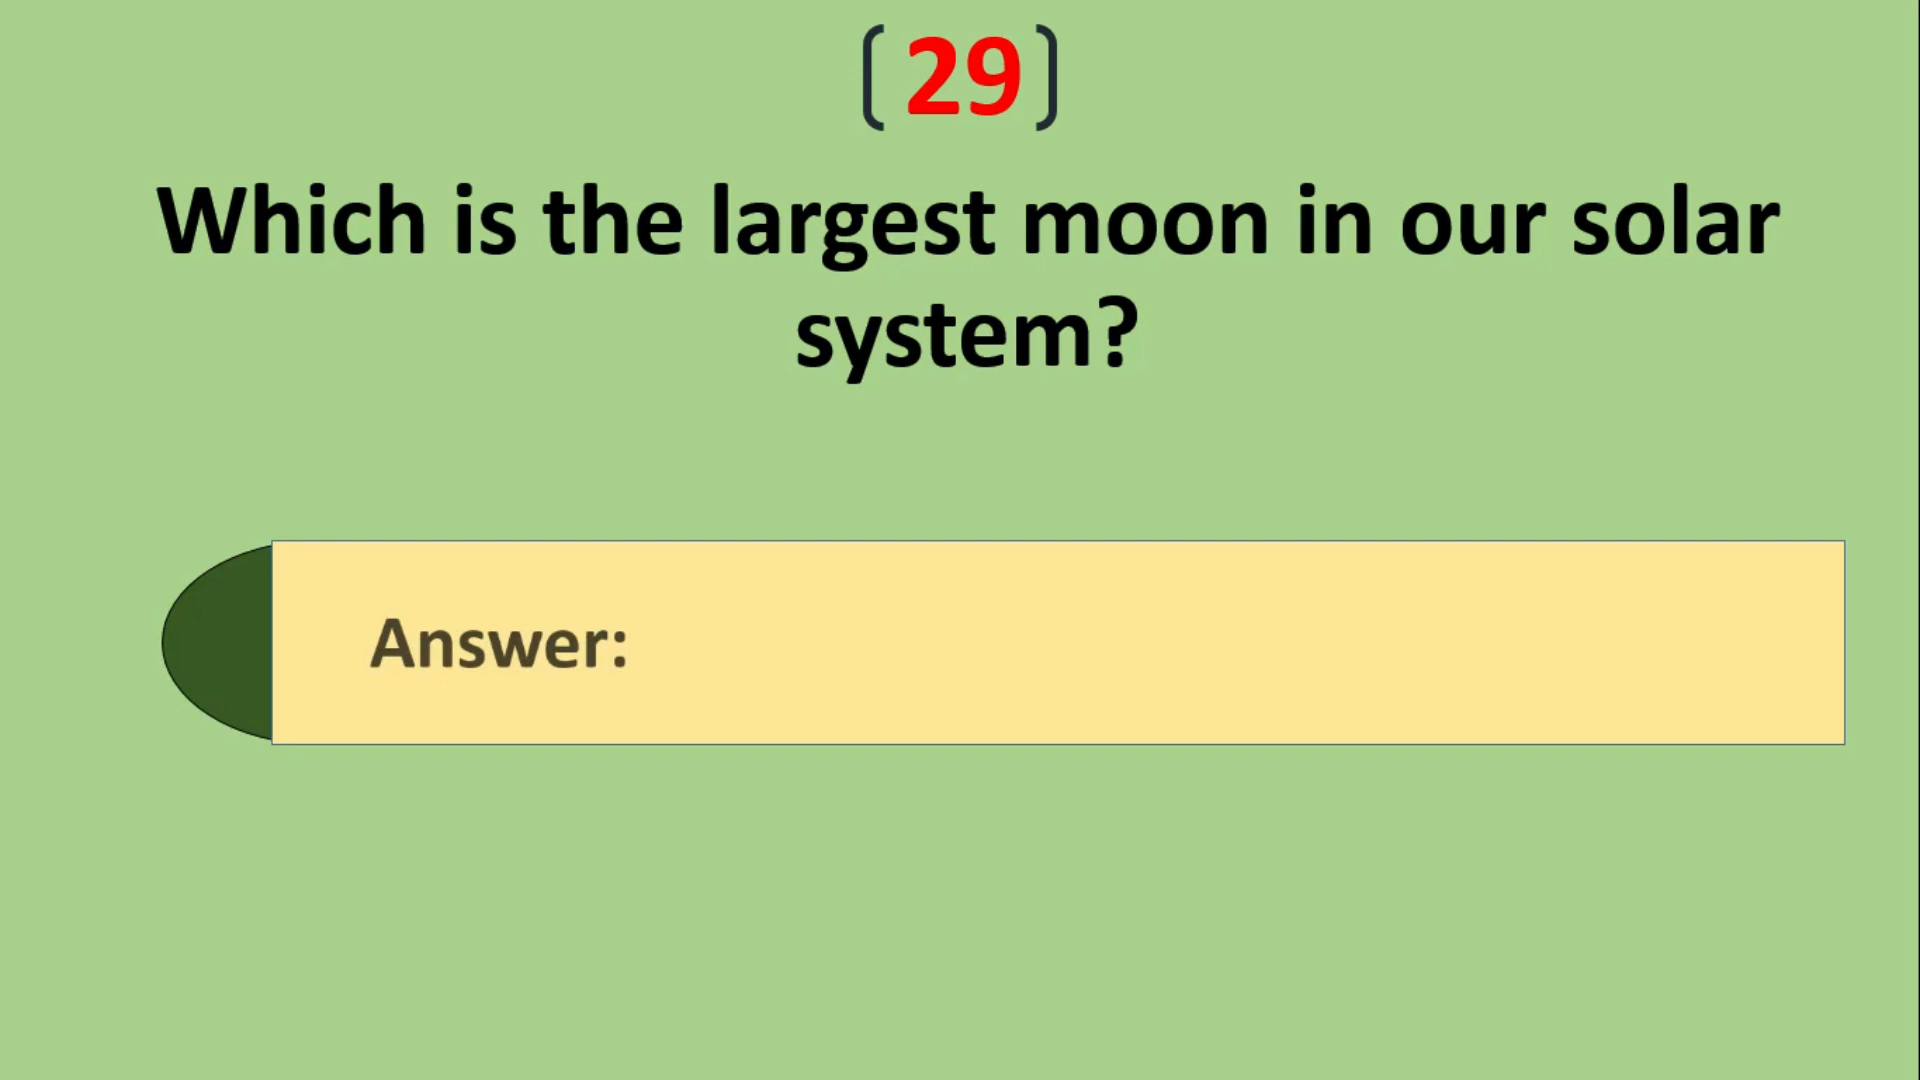 (29)
Which is the largest moon in our solar
system?
Answer: